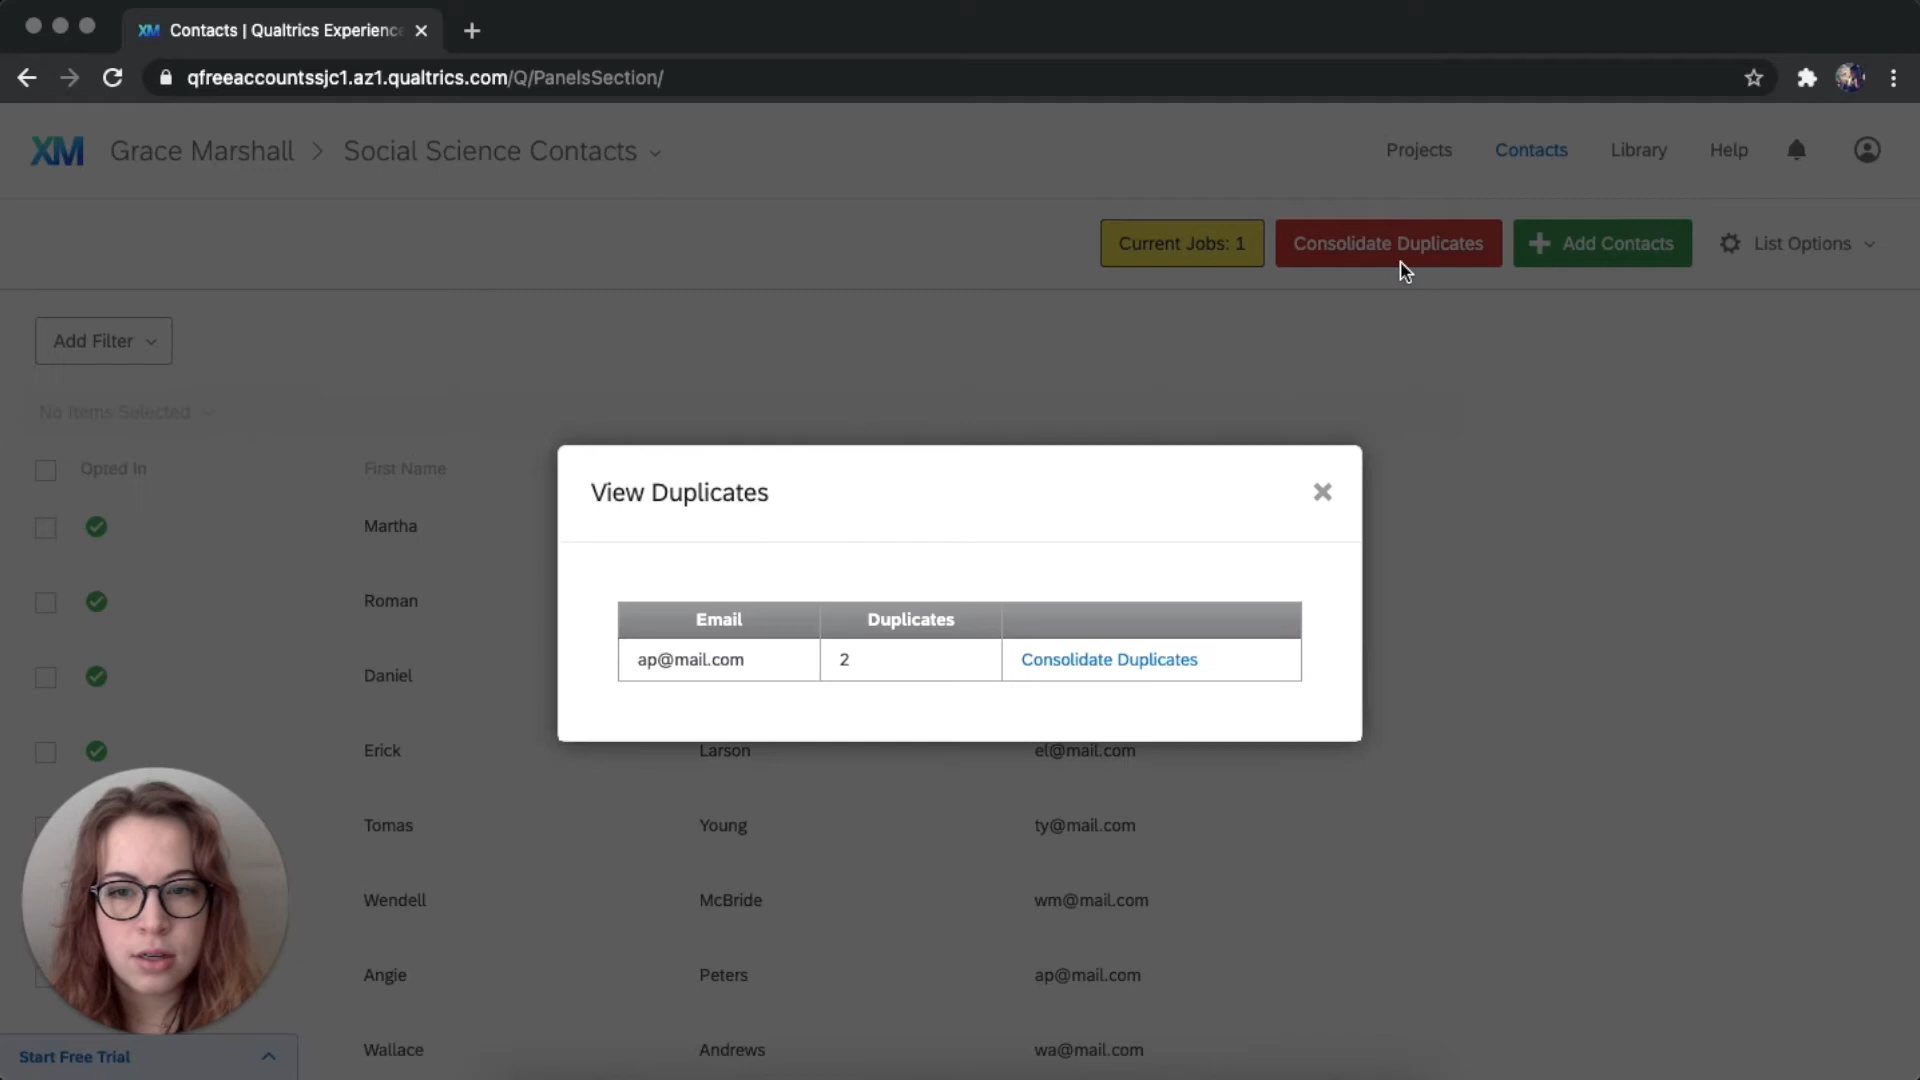 XM Contacts | Qualtrics Experienc
qfreeaccountssjc1.az1.qualtrics.com/Q/PanelsSection/
XM Grace Marshall > Social Science Contacts
Projects Contacts Library Help
Current Jobs: 1 Consolidate Duplicates Add Contacts List Options
Add Filter
No Items Selected
Opted In First Name
Martha
Roman
Daniel
Erick Larson el@mail.com
View Duplicates
Email Duplicates
ap@mail.com 2 Consolidate Duplicates
Tomas Young ty@mail.com
Wendell McBride wm@mail.com
Angie Peters ap@mail.com
Wallace Andrews wa@mail.com
Start Free Trial